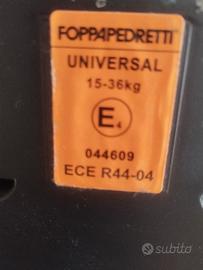 FOPPAPEDRETTI
UNIVERSAL
15-36kg
E4
044609
ECE R44-04
subito